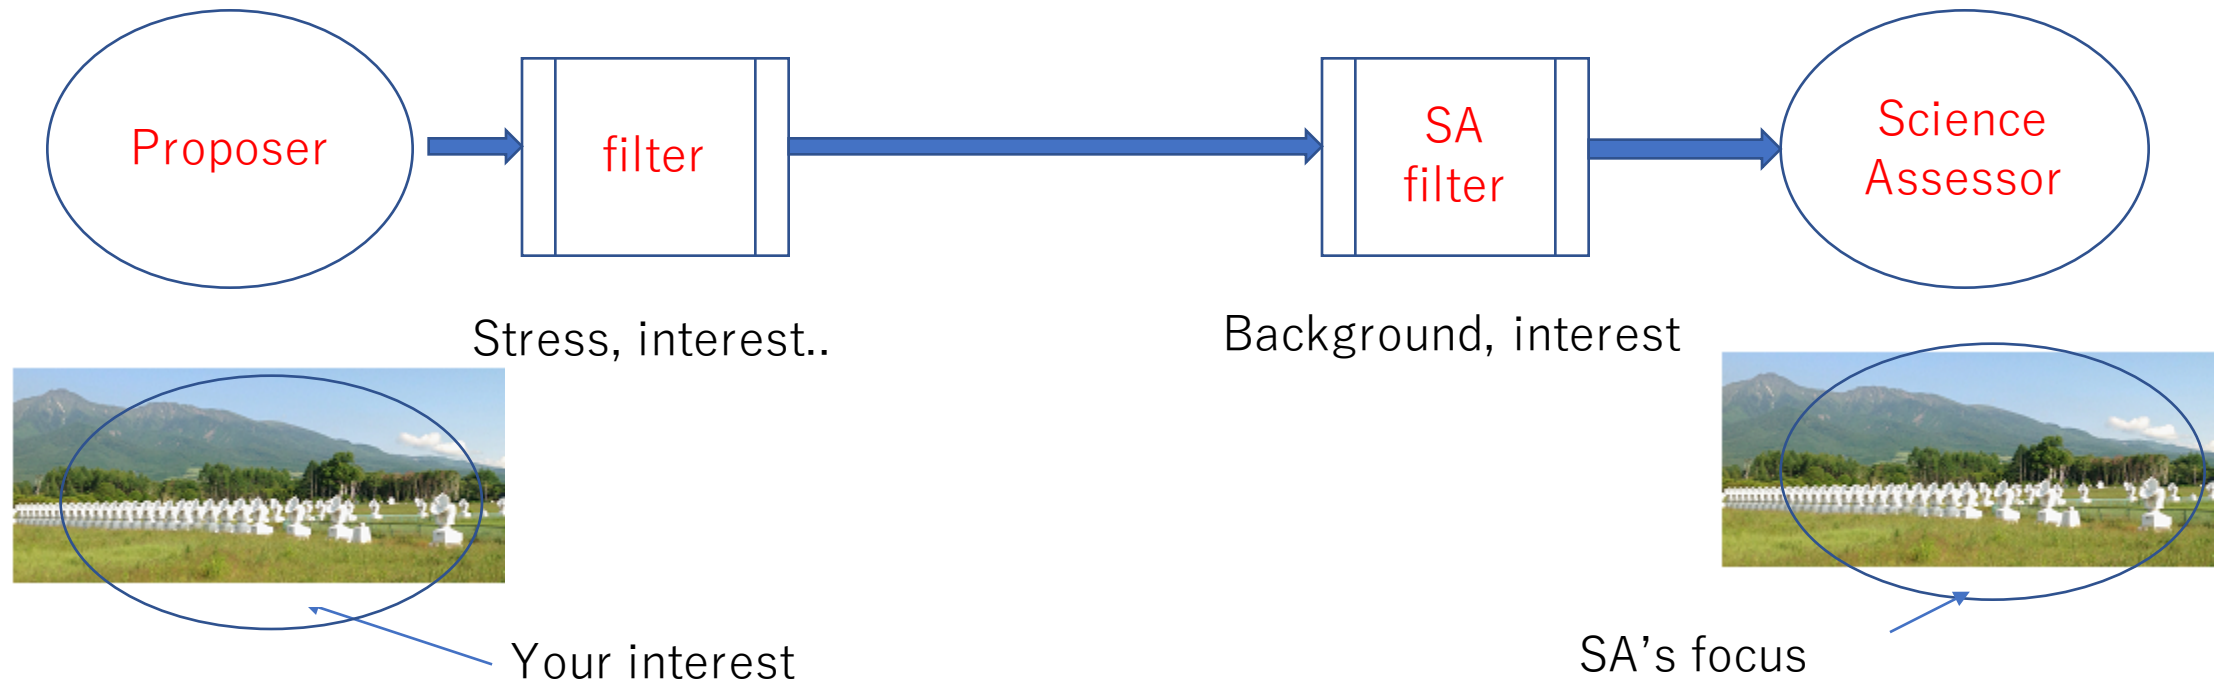 Proposer
filter
SA
filter
Science
Assessor
Stress, interest..
Background, interest
Your interest
SA’s focus